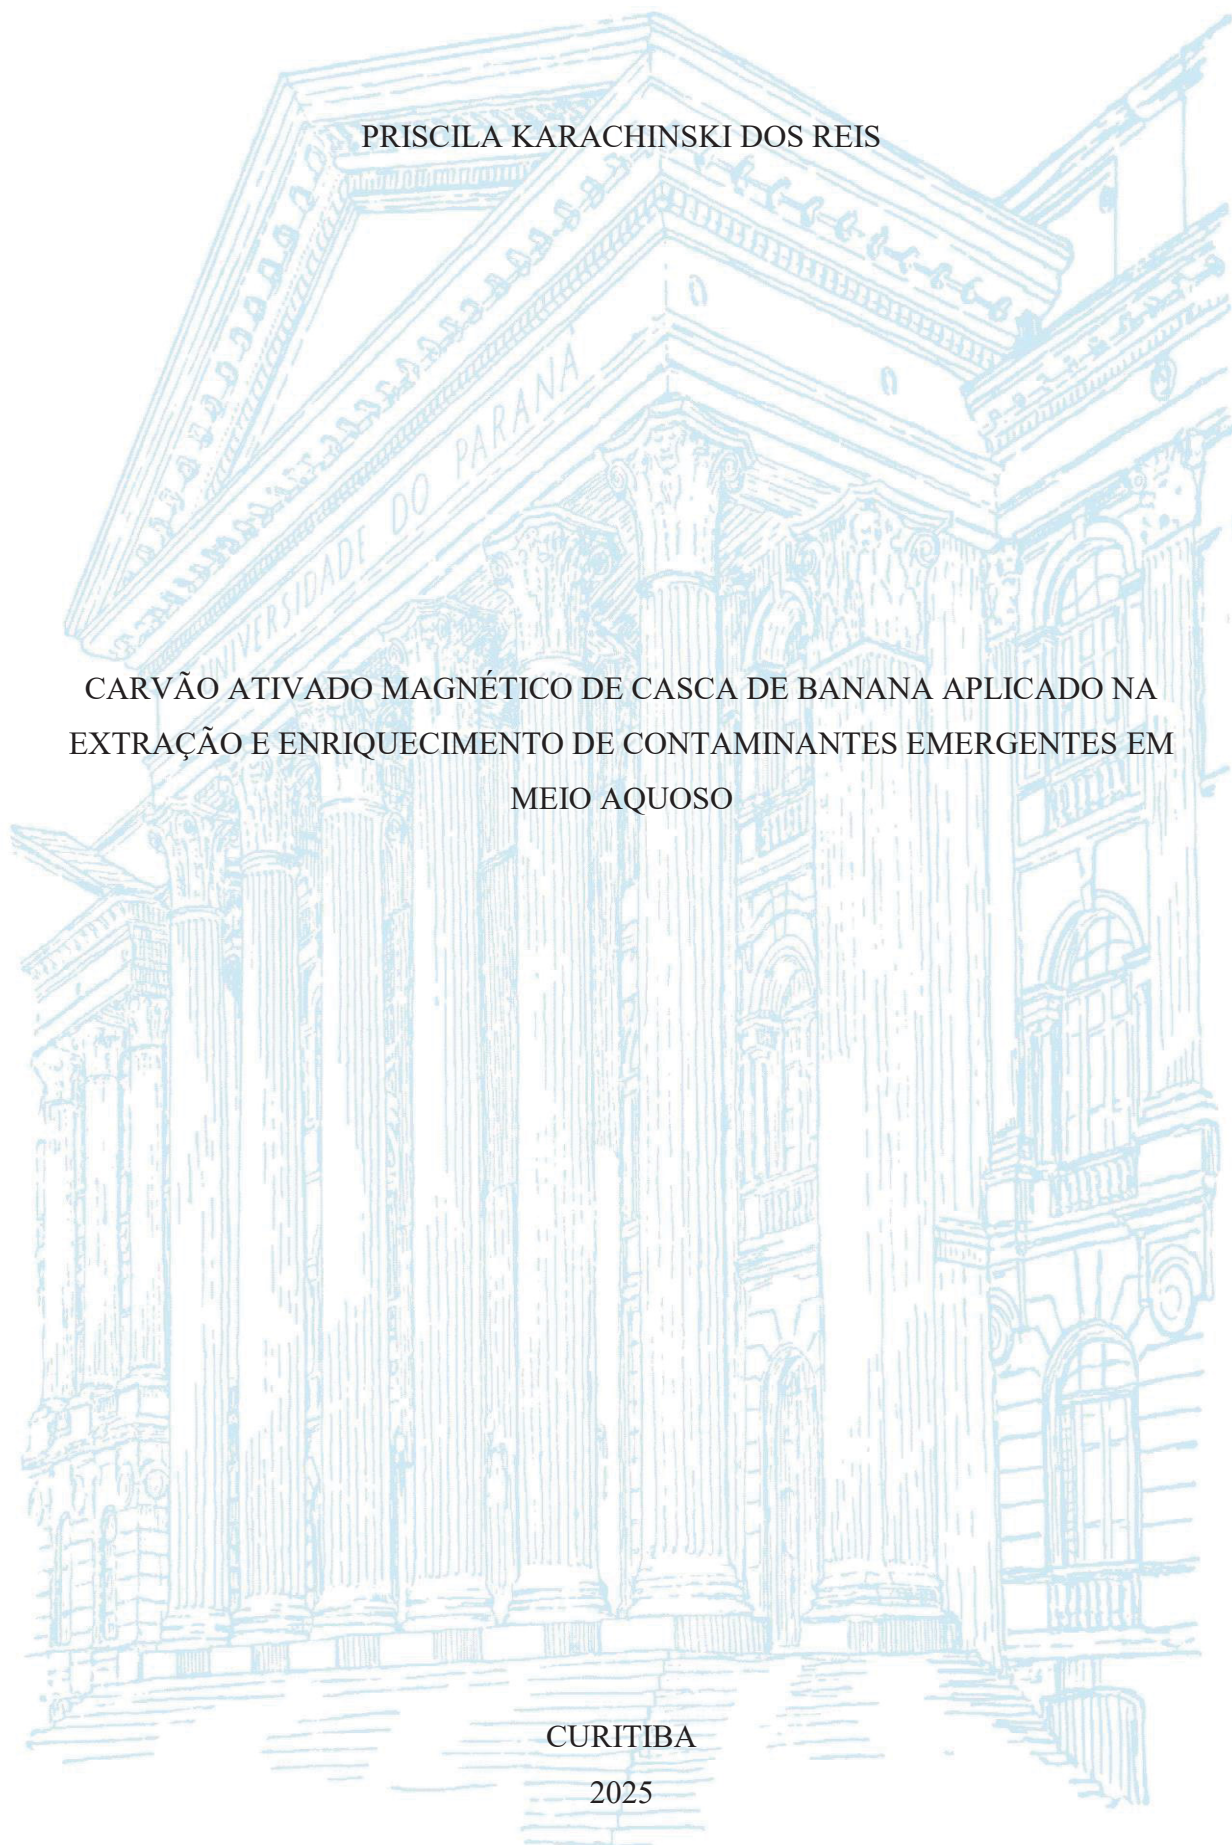 PRISCILA KARACHINSKI DOS REIS
UNIVERSIDADE DO PARANÁ
CARVÃO ATIVADO MAGNÉTICO DE CASCA DE BANANA APLICADO NA
EXTRAÇÃO E ENRIQUECIMENTO DE CONTAMINANTES EMERGENTES EM
MEIO AQUOSO
CURITIBA
2025